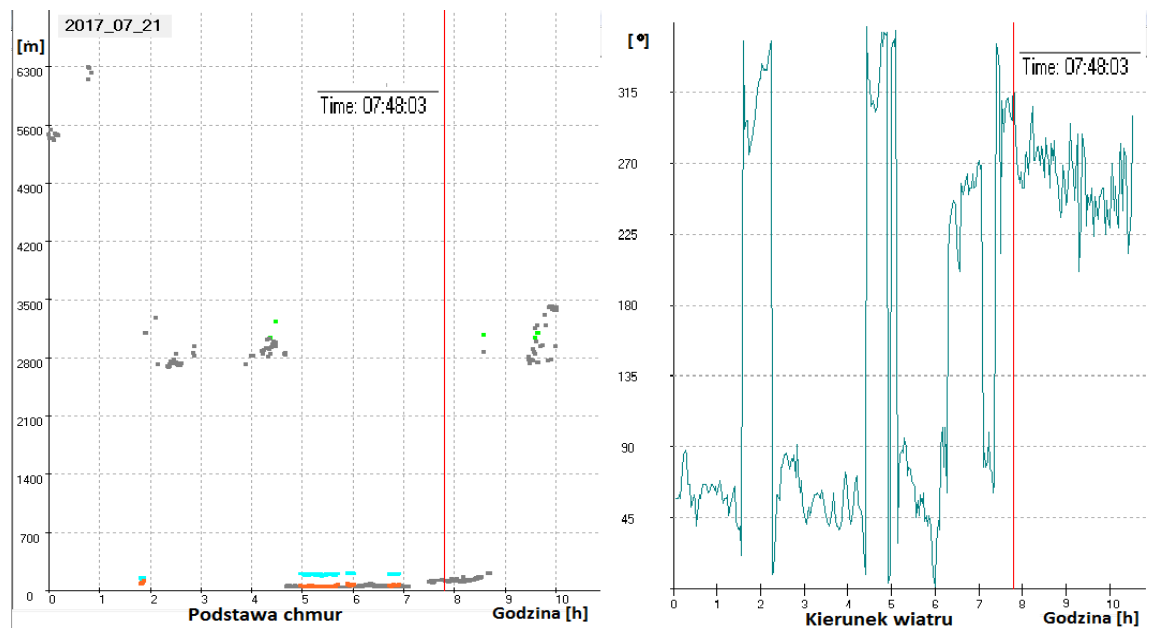 2017_07_21
[m]
6300
5600
4900
4200
3500
2800
2100
1400
700
0
Time: 07:48:03
0 1 2 3 4 5 6 7 8 9 10
Podstawa chmur
Godzina [h]
[°]
315
270
225
180
135
90
45
Time: 07:48:03
0 1 2 3 4 5 6 7 8 9 10
Kierunek wiatru
Godzina [h]